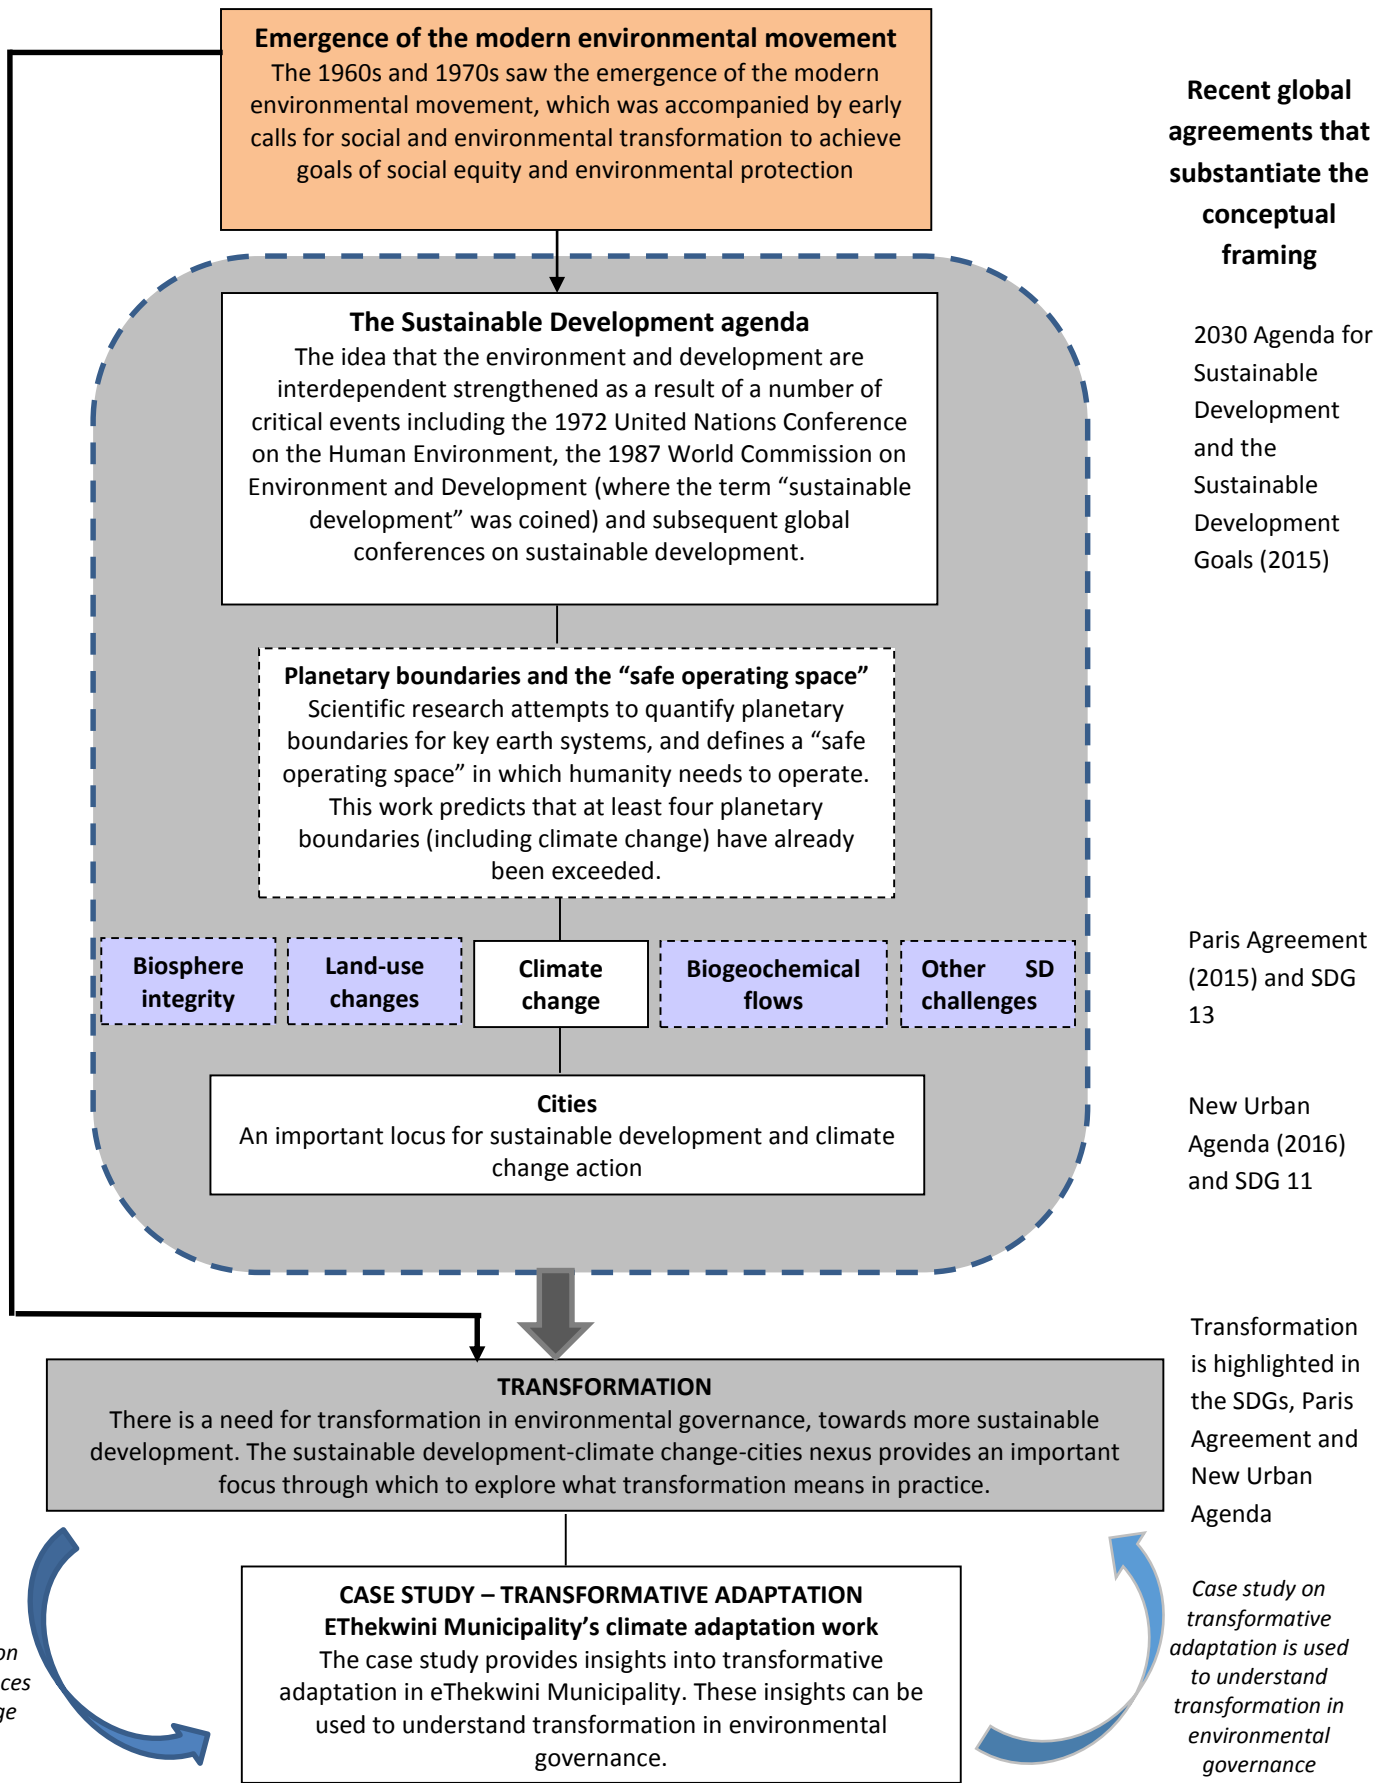 Emergence of the modern environmental movement
The 1960s and 1970s saw the emergence of the modern
environmental movement, which was accompanied by early
calls for social and environmental transformation to achieve
goals of social equity and environmental protection
Recent global
agreements that
substantiate the
conceptual
framing
The Sustainable Development agenda
The idea that the environment and development are
interdependent strengthened as a result of a number of
critical events including the 1972 United Nations Conference
on the Human Environment, the 1987 World Commission on
Environment and Development (where the term “sustainable
development” was coined) and subsequent global
conferences on sustainable development.
2030 Agenda for
Sustainable
Development
and the
Sustainable
Development
Goals (2015)
Planetary boundaries and the “safe operating space”
Scientific research attempts to quantify planetary
boundaries for key earth systems, and defines a “safe
operating space” in which humanity needs to operate.
This work predicts that at least four planetary
boundaries (including climate change) have already
been exceeded.
Biosphere
integrity
Land-use
changes
Climate
change
Biogeochemical
flows
Other SD
challenges
Paris Agreement
(2015) and SDG
13
Cities
An important locus for sustainable development and climate
change action
New Urban
Agenda (2016)
and SDG 11
TRANSFORMATION
There is a need for transformation in environmental governance, towards more sustainable
development. The sustainable development-climate change-cities nexus provides an important
focus through which to explore what transformation means in practice.
Transformation
is highlighted in
the SDGs, Paris
Agreement and
New Urban
Agenda
CASE STUDY – TRANSFORMATIVE ADAPTATION
EThekwini Municipality’s climate adaptation work
The case study provides insights into transformative
adaptation in eThekwini Municipality. These insights can be
used to understand transformation in environmental
governance.
Case study on
transformative
adaptation is used
to understand
transformation in
environmental
governance